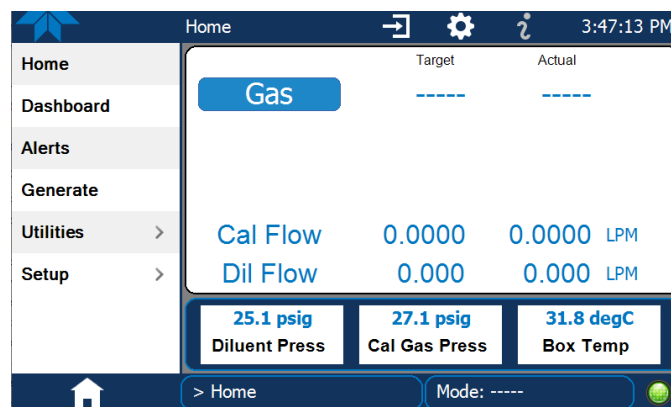 Home 3:47:13 PM
Home
Dashboard
Alerts
Generate
Utilities >
Setup >
Target Actual
Gas ----- -----
Cal Flow 0.0000 0.0000 LPM
Dil Flow 0.000 0.000 LPM
25.1 psig 27.1 psig 31.8 degC
Diluent Press Cal Gas Press Box Temp
> Home Mode: -----